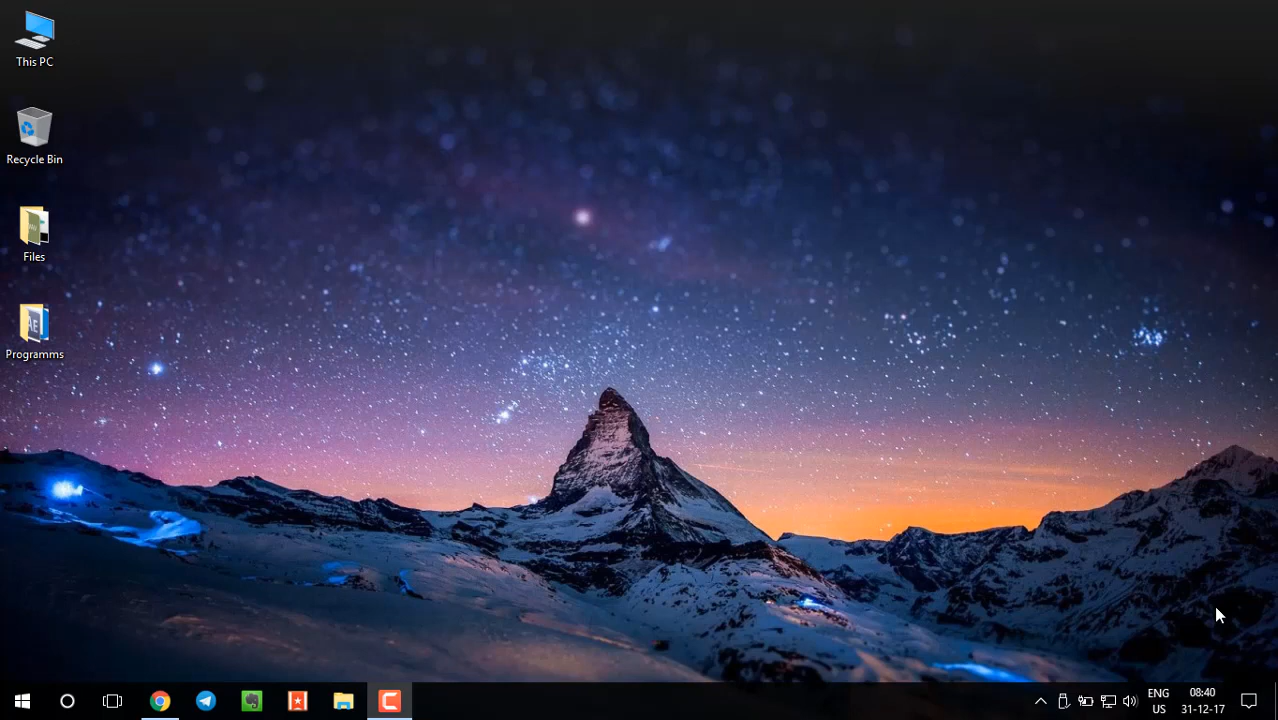 This PC
Recycle Bin
Files
Programms
ENG
US
08:40
31-12-17